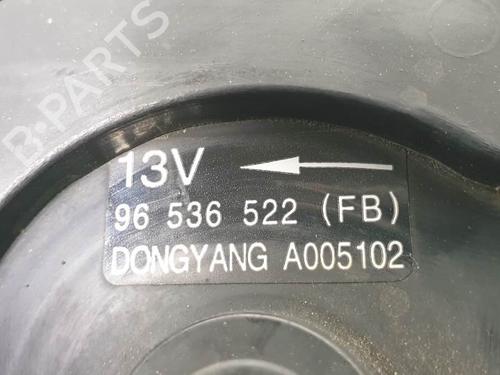 B-PARTS
13V
96 536 522 (FB)
DONGYANG A005102